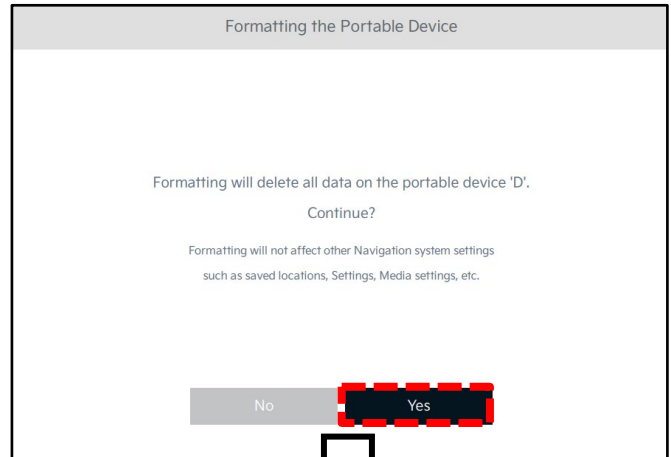 Formatting the Portable Device
Formatting will delete all data on the portable device 'D'.
Continue?
Formatting will not affect other Navigation system settings
such as saved locations, Settings, Media settings, etc.
No
Yes